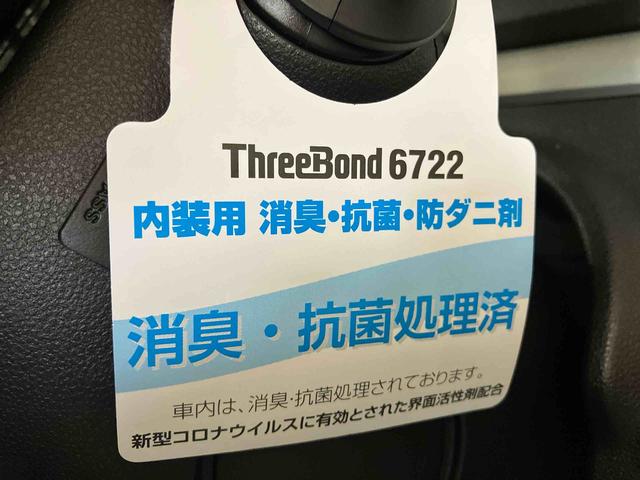 ThreeBond 6722
内装用 消臭・抗菌・防ダニ剤
消臭・抗菌処理済
車内は、消臭・抗菌処理されております。
新型コロナウイルスに有効とされた界面活性剤配合
ASS